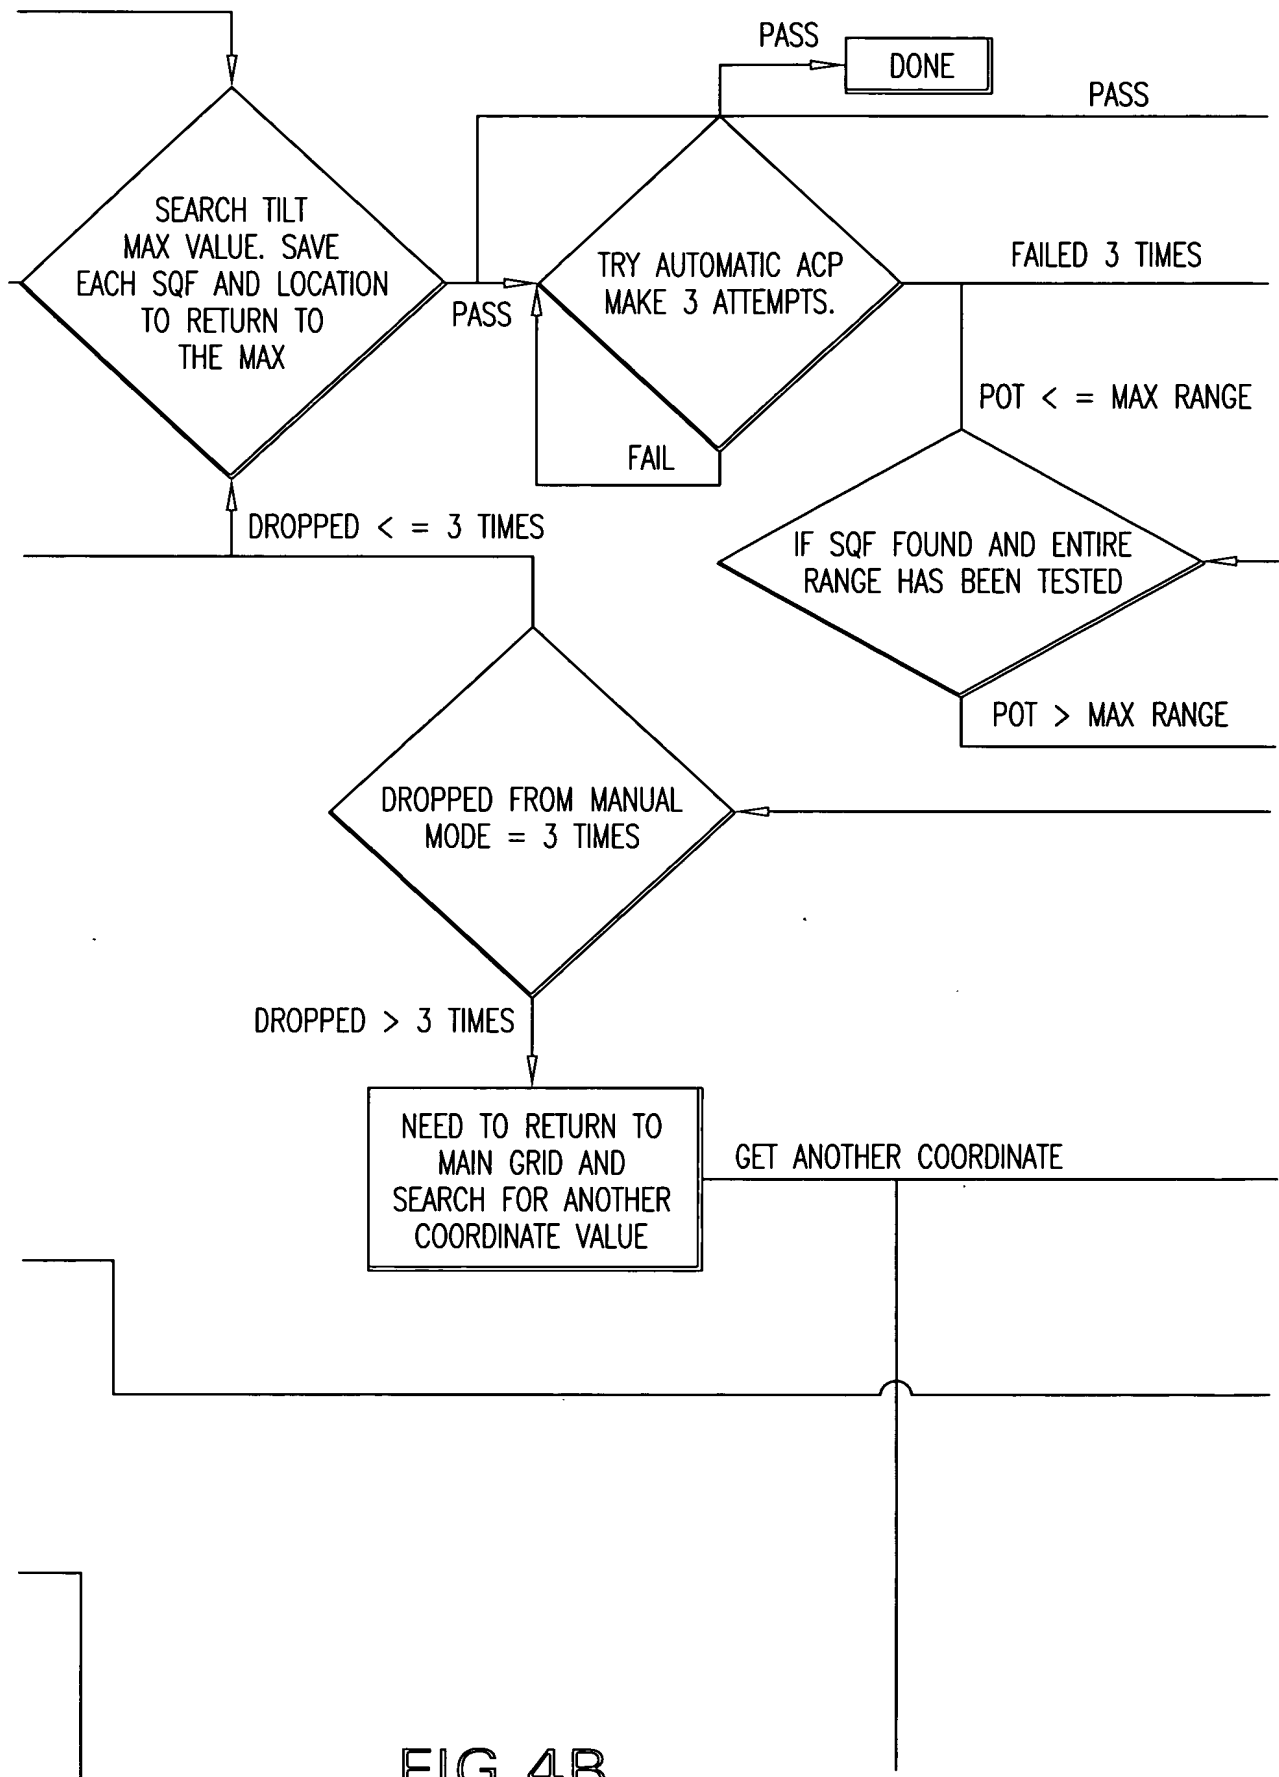 PASS
DONE
PASS
SEARCH TILT
MAX VALUE. SAVE
EACH SQF AND LOCATION
TO RETURN TO
THE MAX
PASS
TRY AUTOMATIC ACP
MAKE 3 ATTEMPTS.
FAILED 3 TIMES
FAIL
POT < = MAX RANGE
DROPPED < = 3 TIMES
IF SQF FOUND AND ENTIRE
RANGE HAS BEEN TESTED
POT > MAX RANGE
DROPPED FROM MANUAL
MODE = 3 TIMES
DROPPED > 3 TIMES
NEED TO RETURN TO
MAIN GRID AND
SEARCH FOR ANOTHER
COORDINATE VALUE
GET ANOTHER COORDINATE
FIG. 4B